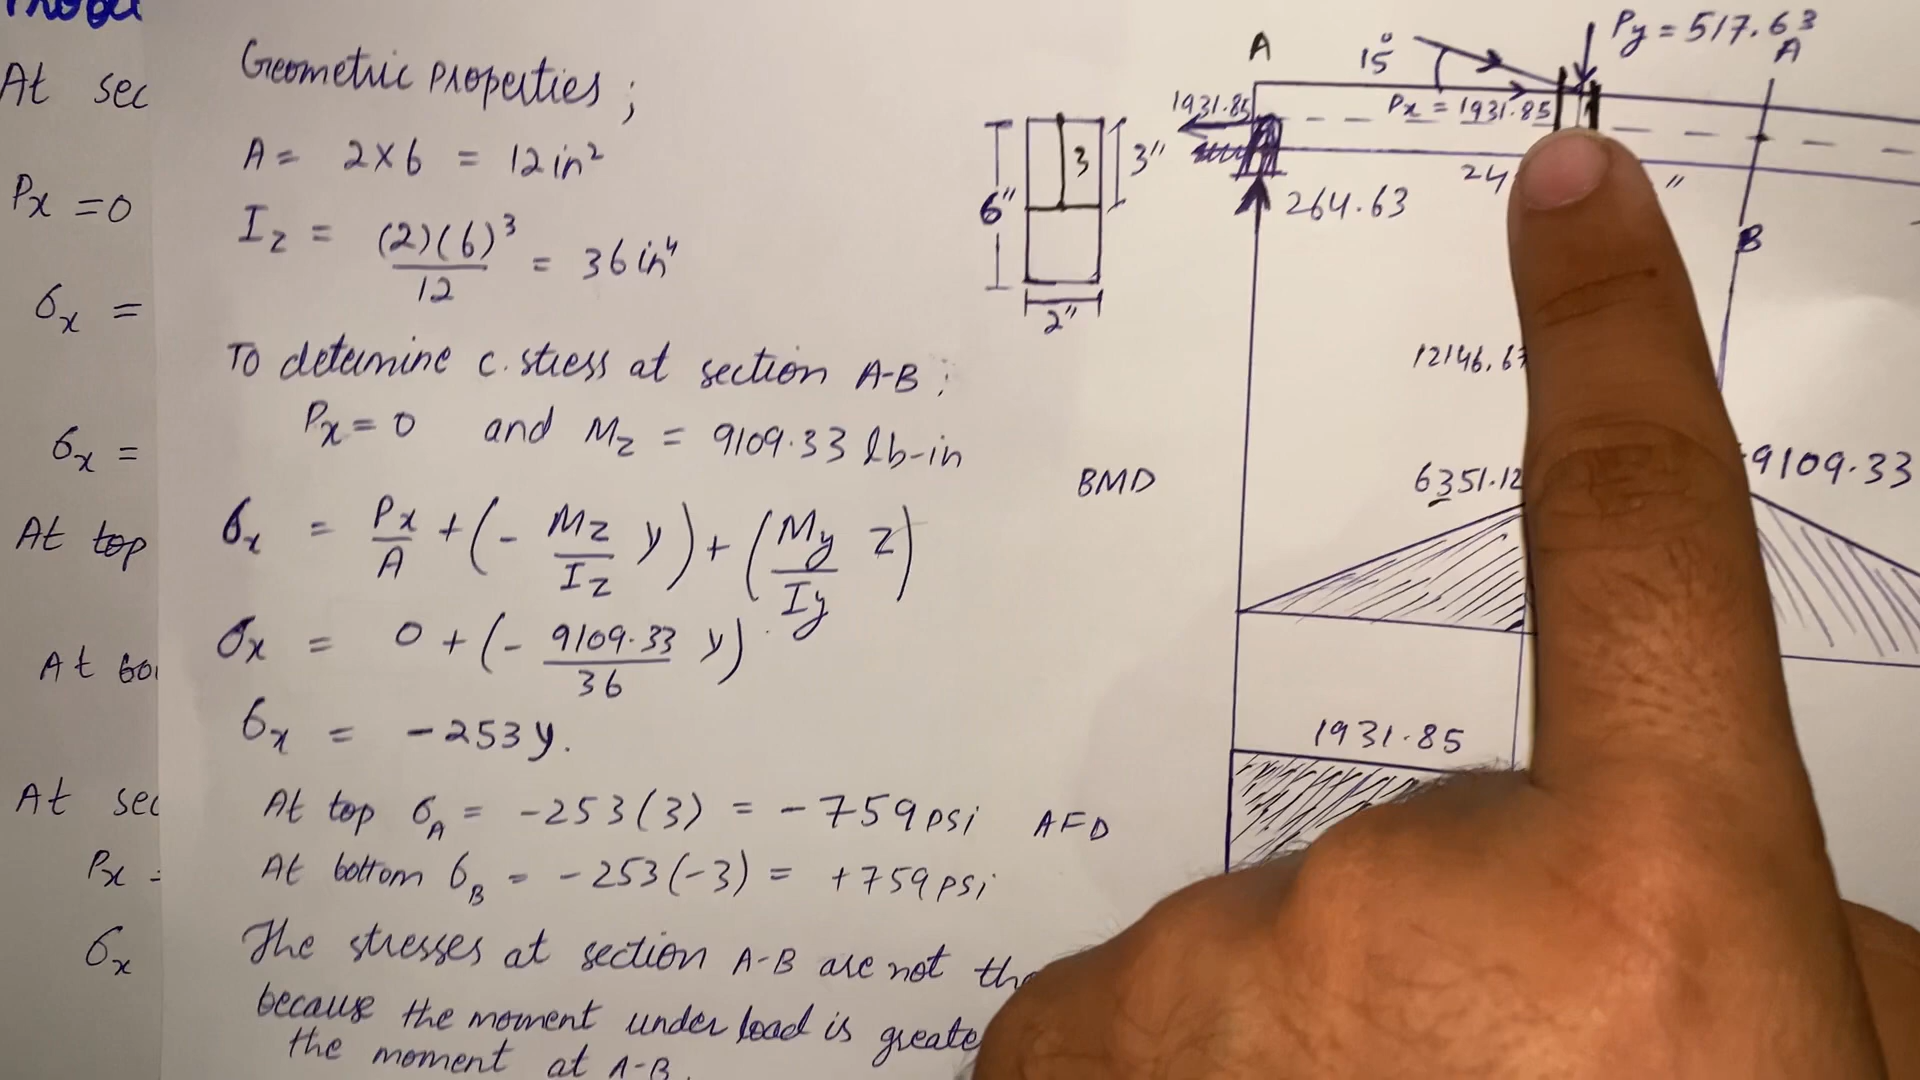 At sec
Px = 0
σx =
σx =
At top
At bo
At sec
Px =
σx
Geometric Properties ;
A = 2×6 = 12 in²
Iz = (2)(6)³ / 12 = 36 in⁴
To determine c. stress at section A-B ;
Px = 0 and Mz = 9109.33 lb-in
σx = Px/A + (- Mz/Iz y) + (My/Iy z)
σx = 0 + (- 9109.33/36 y)
σx = -253y.
At top σA = -253(3) = -759 psi
At bottom σB = -253(-3) = +759 psi
The stresses at section A-B are not
because the moment under load is
the moment at A-B.
6"
3
3"
2"
A
15°
Py = 517.63
A
1931.85
Px = 1931.85
264.63
24
"
B
12146.67
BMD
6351.12
9109.33
AFD
1931.85